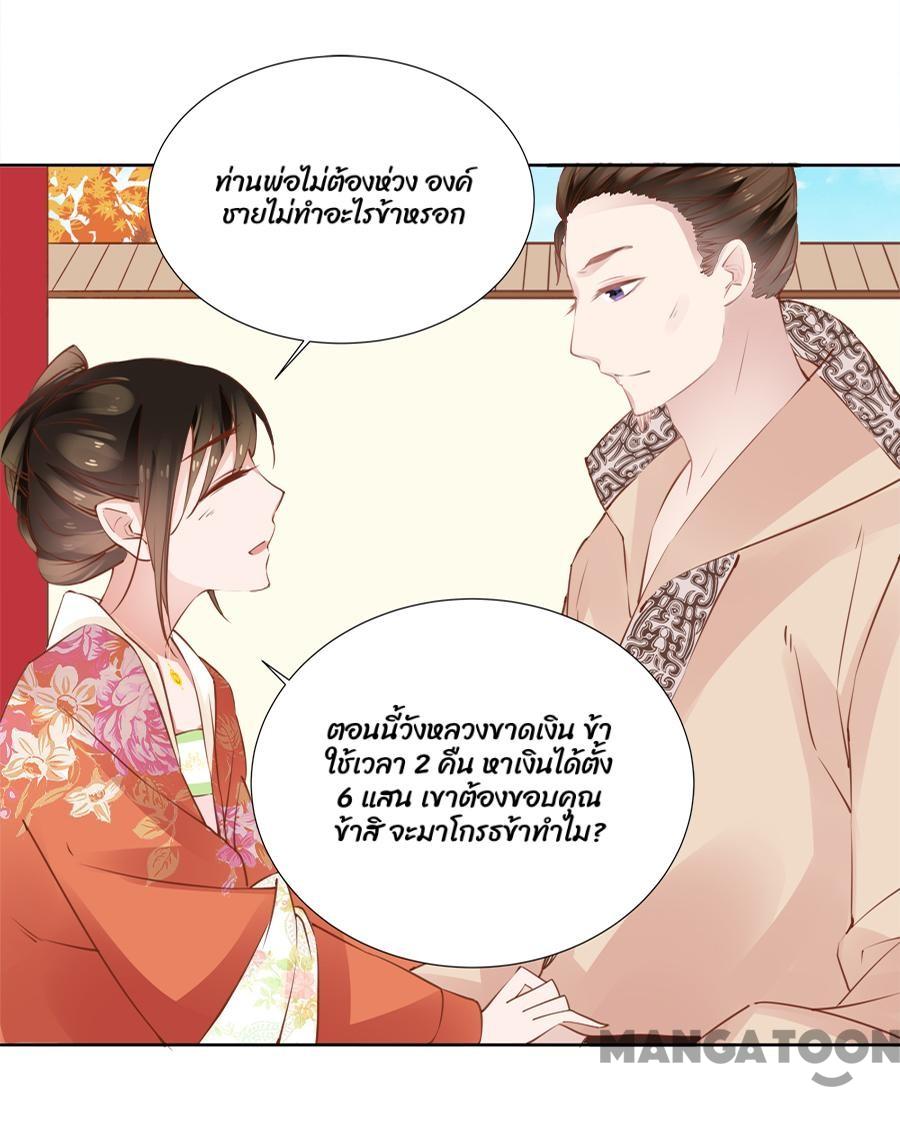 ท่านพ่อไม่ต้องห่วง องค์
ชายไม่ทำอะไรข้าหรอก
ตอนนี้วังหลวงขาดเงิน ข้า
ใช้เวลา 2 คืน หาเงินได้ตั้ง
6 แสน เขาต้องขอบคุณ
ข้าสิ จะมาโกรธข้าทำไม?
MANGATOON